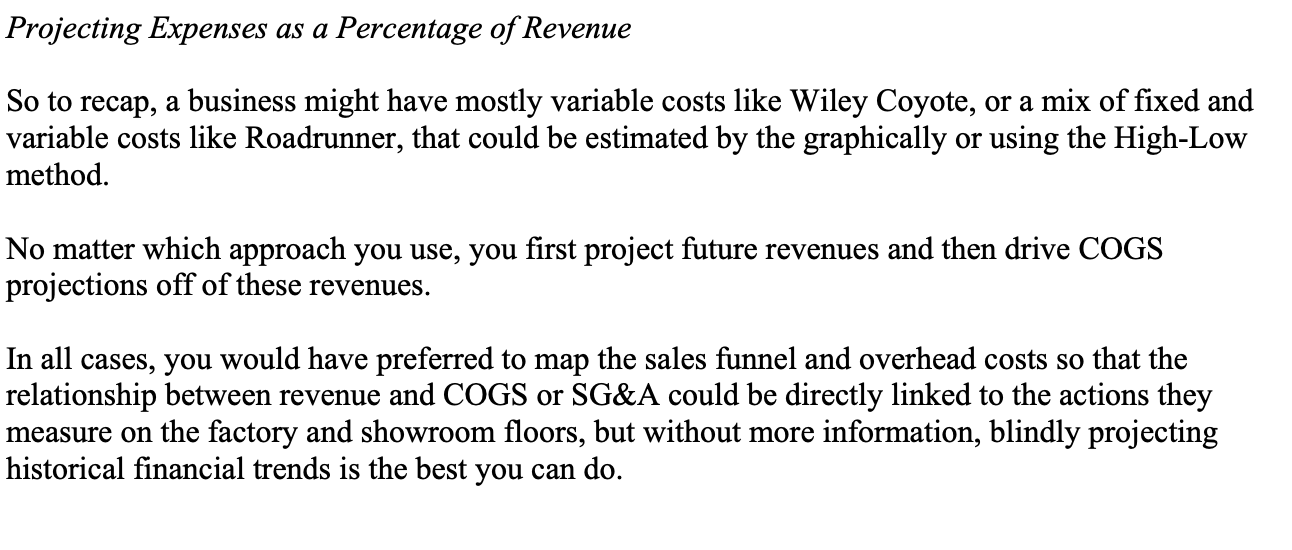 Projecting Expenses as a Percentage of Revenue
So to recap, a business might have mostly variable costs like Wiley Coyote, or a mix of fixed and
variable costs like Roadrunner, that could be estimated by the graphically or using the High-Low
method.
No matter which approach you use, you first project future revenues and then drive COGS
projections off of these revenues.
In all cases, you would have preferred to map the sales funnel and overhead costs so that the
relationship between revenue and COGS or SG&A could be directly linked to the actions they
measure on the factory and showroom floors, but without more information, blindly projecting
historical financial trends is the best you can do.